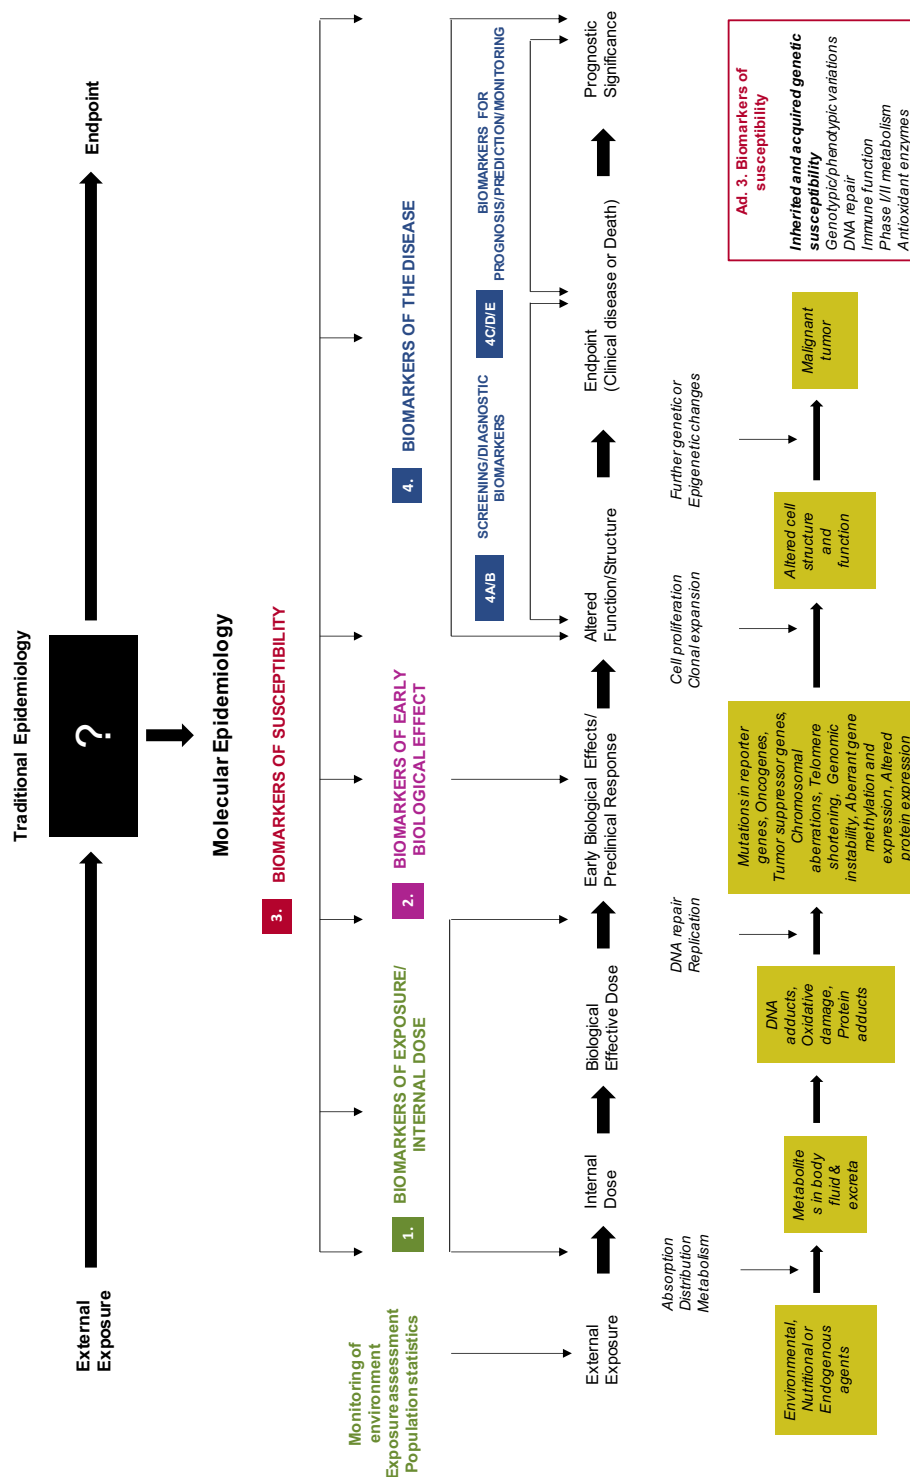 Traditional Epidemiology
External
Exposure
?
Endpoint
Molecular Epidemiology
3.
BIOMARKERS OF SUSCEPTIBILITY
Monitoring of
environment
Exposure assessment
Population statistics
1.
BIOMARKERS OF EXPOSURE/
INTERNAL DOSE
2.
BIOMARKERS OF EARLY
BIOLOGICAL EFFECT
4.
BIOMARKERS OF THE DISEASE
4A/B
SCREENING/DIAGNOSTIC
BIOMARKERS
4C/D/E
BIOMARKERS FOR
PROGNOSIS/PREDICTION/MONITORING
External
Exposure
Internal
Dose
Biological
Effective Dose
Early Biological Effects/
Preclinical Response
Altered
Function/Structure
Endpoint
(Clinical disease or Death)
Prognostic
Significance
Absorption
Distribution
Metabolism
DNA repair
Replication
Cell proliferation
Clonal expansion
Further genetic or
Epigenetic changes
Environmental,
Nutritional or
Endogenous
agents
Metabolite
s in body
fluid &
excreta
DNA
adducts,
Oxidative
damage,
Protein
adducts
Mutations in reporter
genes, Oncogenes,
Tumor suppressor genes,
Chromosomal
aberrations, Telomere
shortening, Genomic
instability, Aberrant gene
methylation and
expression, Altered
protein expression
Altered cell
structure
and
function
Malignant
tumor
Ad. 3. Biomarkers of
susceptibility
Inherited and acquired genetic
susceptibility
Genotypic/phenotypic variations
DNA repair
Immune function
Phase I/II metabolism
Antioxidant enzymes